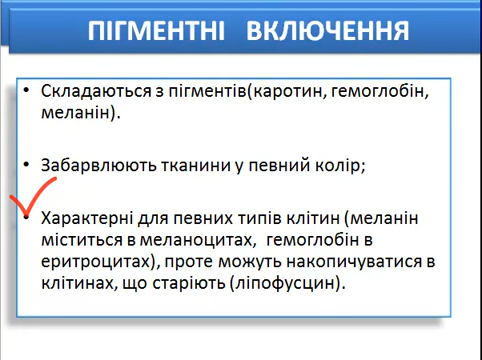 ПІГМЕНТНІ ВКЛЮЧЕННЯ
• Складаються з пігментів(каротин, гемоглобін,
меланін).
• Забарвлюють тканини у певний колір;
• Характерні для певних типів клітин (меланін
міститься в меланоцитах, гемоглобін в
еритроцитах), проте можуть накопичуватися в
клітинах, що старіють (ліпофусцин).